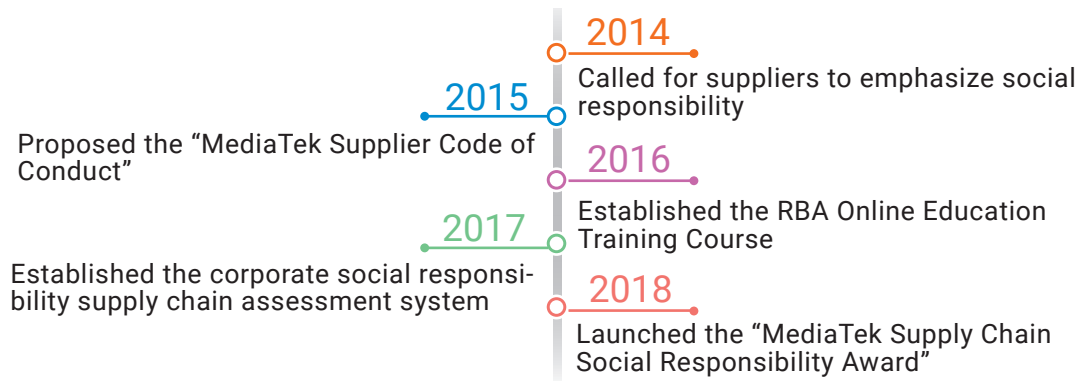 2014
Called for suppliers to emphasize social
responsibility
2015
Proposed the “MediaTek Supplier Code of
Conduct”
2016
Established the RBA Online Education
Training Course
2017
Established the corporate social responsi-
bility supply chain assessment system
2018
Launched the “MediaTek Supply Chain
Social Responsibility Award”